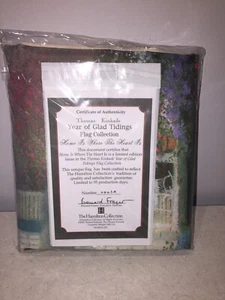 Certificate of Authenticity
Thomas Kinkade
Year of Glad Tidings
Flag Collection
Home Is Where The Heart Is
This document certifies that
Home Is Where The Heart Is is a limited edition
issue in the Thomas Kinkade Year of Glad
Tidings Flag Collection
This unique flag has been crafted to reflect
The Hamilton Collection's tradition of
quality and satisfaction, guaranteed.
Limited to 95 production days.
Number
The Hamilton Collection